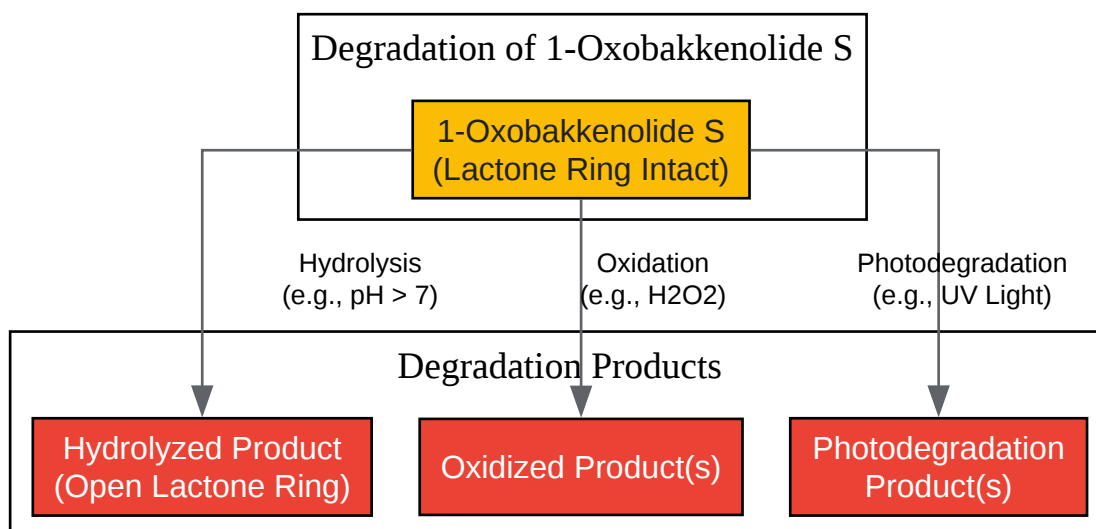 Degradation of 1-Oxobakkenolide S
1-Oxobakkenolide S
(Lactone Ring Intact)
Hydrolysis
(e.g., pH > 7)
Oxidation
(e.g., H2O2)
Photodegradation
(e.g., UV Light)
Degradation Products
Hydrolyzed Product
(Open Lactone Ring)
Oxidized Product(s)
Photodegradation
Product(s)